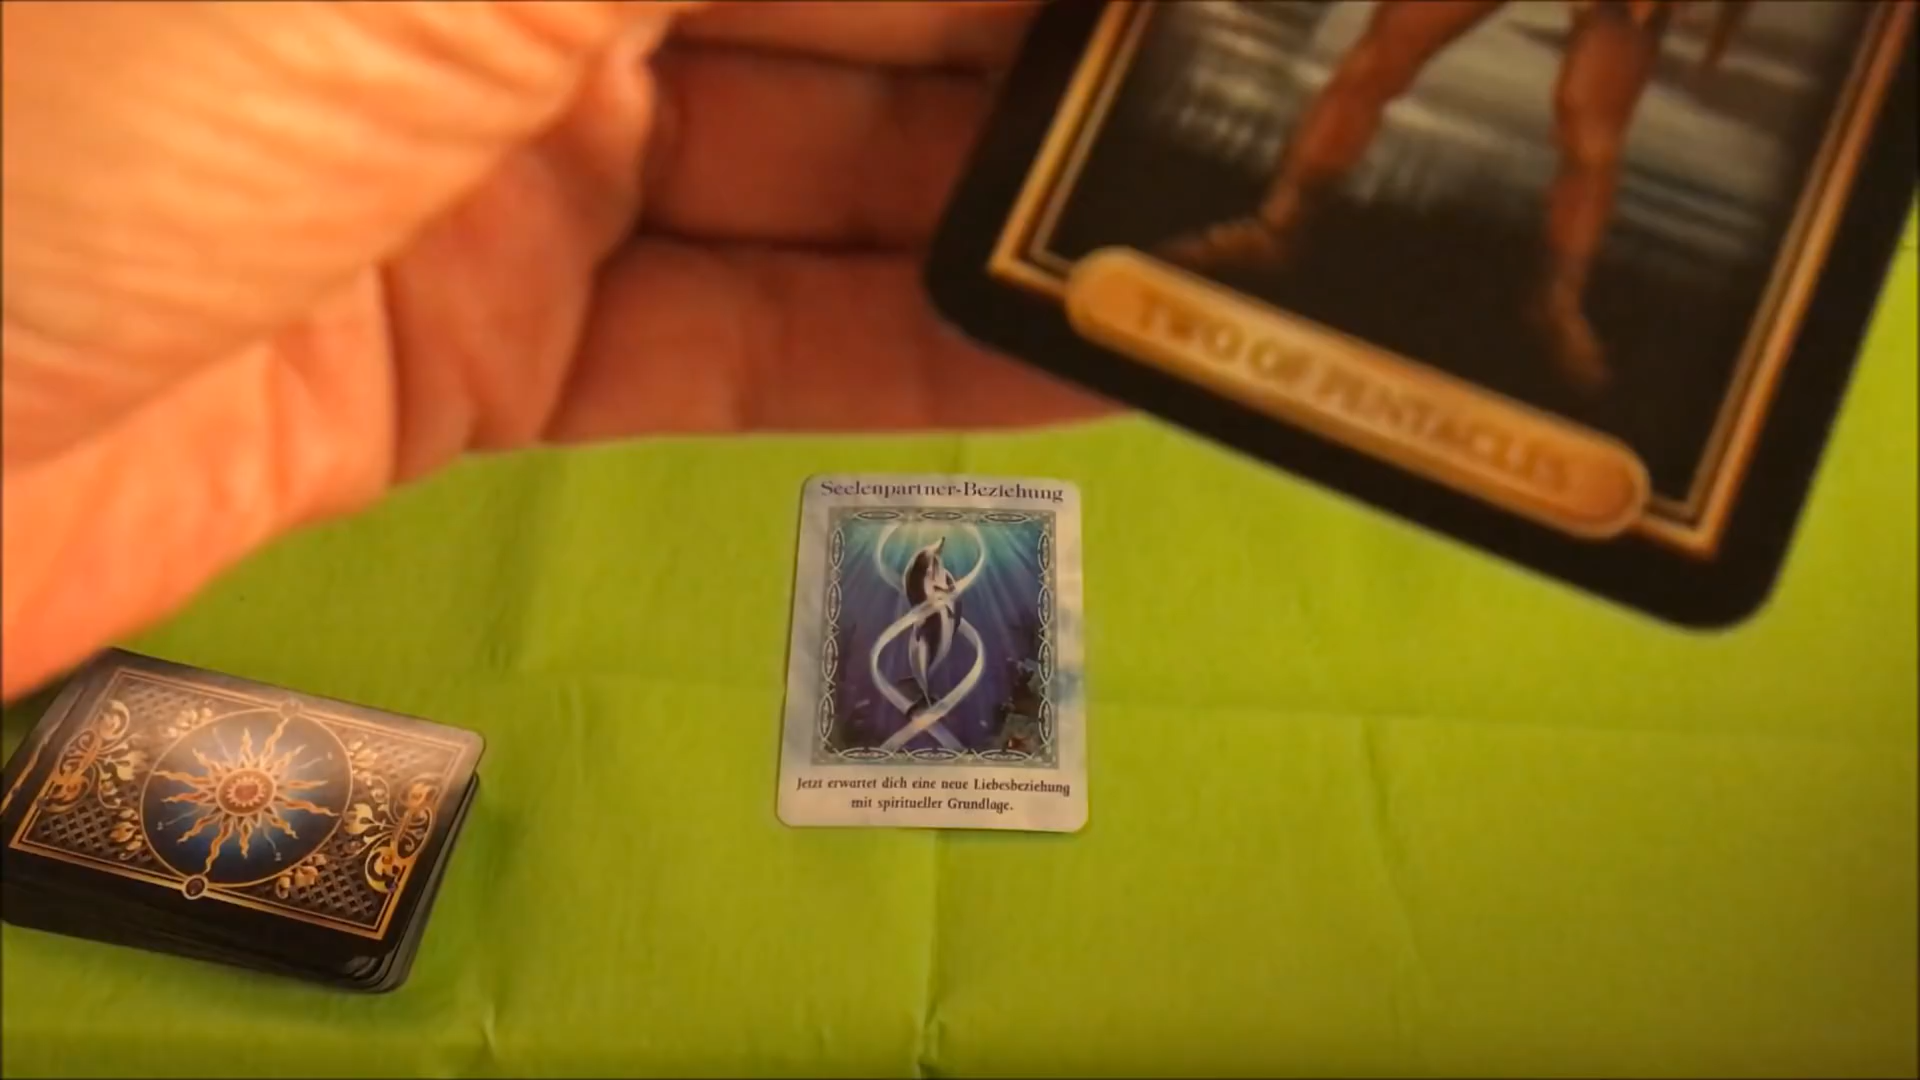 TWO OF PENTACLES
Seelenpartner-Beziehung
Jetzt erwartet dich eine neue Liebesbeziehung
mit spiritueller Grundlage.